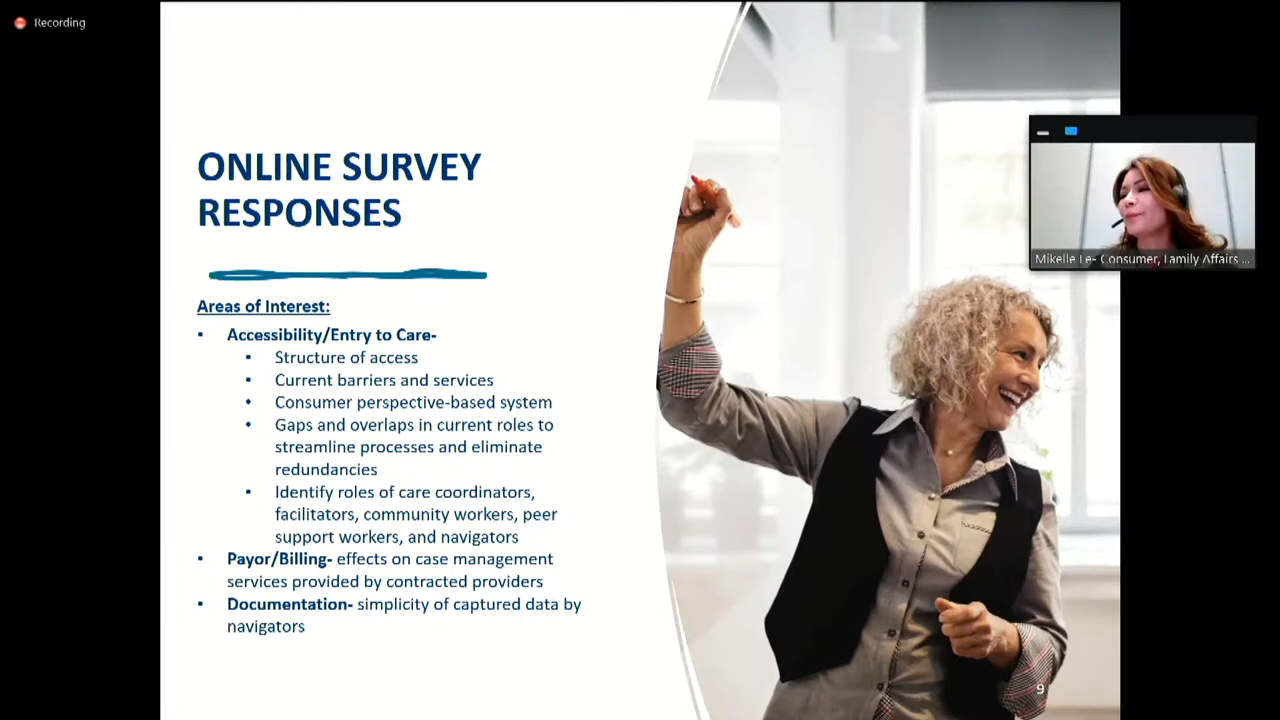 Recording
ONLINE SURVEY
RESPONSES
Areas of Interest:
• Accessibility/Entry to Care-
• Structure of access
• Current barriers and services
• Consumer perspective-based system
• Gaps and overlaps in current roles to
streamline processes and eliminate
redundancies
• Identify roles of care coordinators,
facilitators, community workers, peer
support workers, and navigators
• Payor/Billing- effects on case management
services provided by contracted providers
• Documentation- simplicity of captured data by
navigators
Mikelle Le- Consumer, Family Affairs ...
9